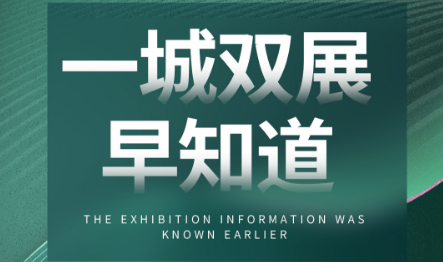 一城双展
早知道
THE EXHIBITION INFORMATION WAS
KNOWN EARLIER